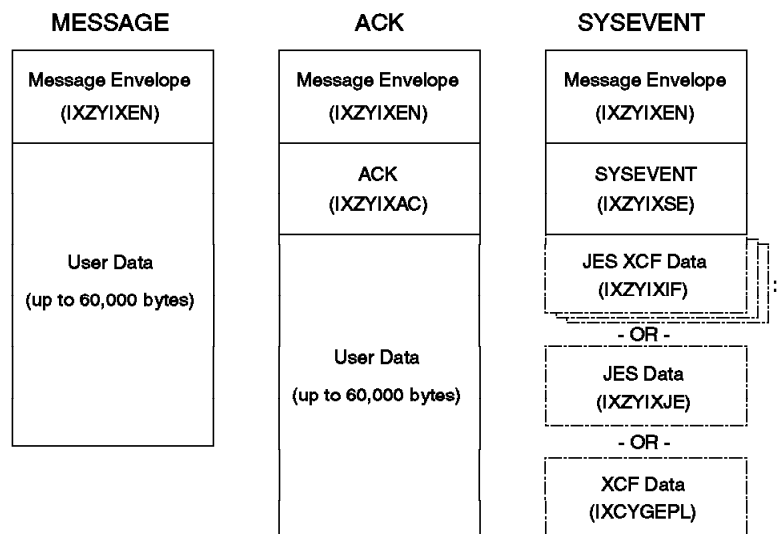 MESSAGE
Message Envelope
(IXZYIXEN)
User Data
(up to 60,000 bytes)
ACK
Message Envelope
(IXZYIXEN)
ACK
(IXZYIXAC)
User Data
(up to 60,000 bytes)
SYSEVENT
Message Envelope
(IXZYIXEN)
SYSEVENT
(IXZYIXSE)
JES XCF Data
(IXZYIXIF)
:
- OR -
JES Data
(IXZYIXJE)
- OR -
XCF Data
(IXCYGEPL)